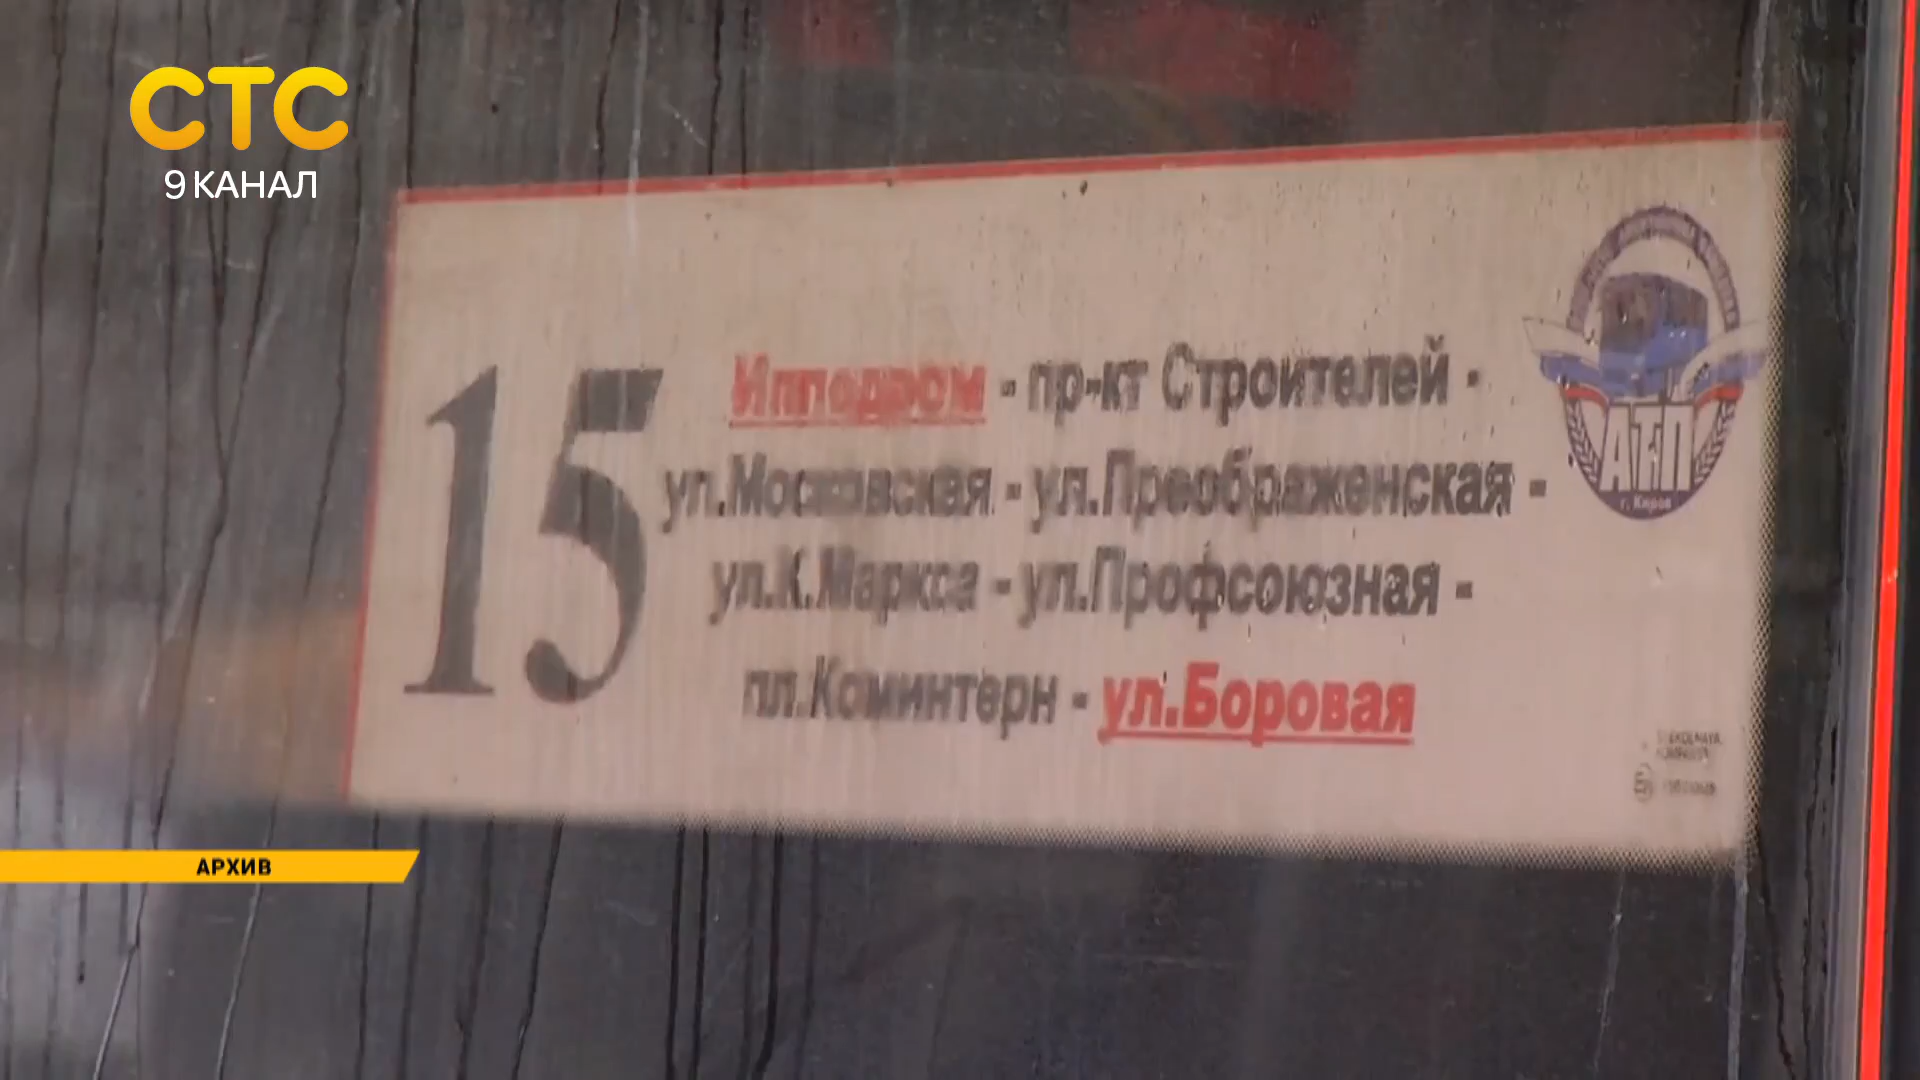 СТС
9 КАНАЛ
15
Ипподром - пр-кт Строителей -
ул.Московская - ул.Преображенская -
ул.К.Маркса - ул.Профсоюзная -
пл.Коминтерн - ул.Боровая
АТП
г. Киров
АРХИВ